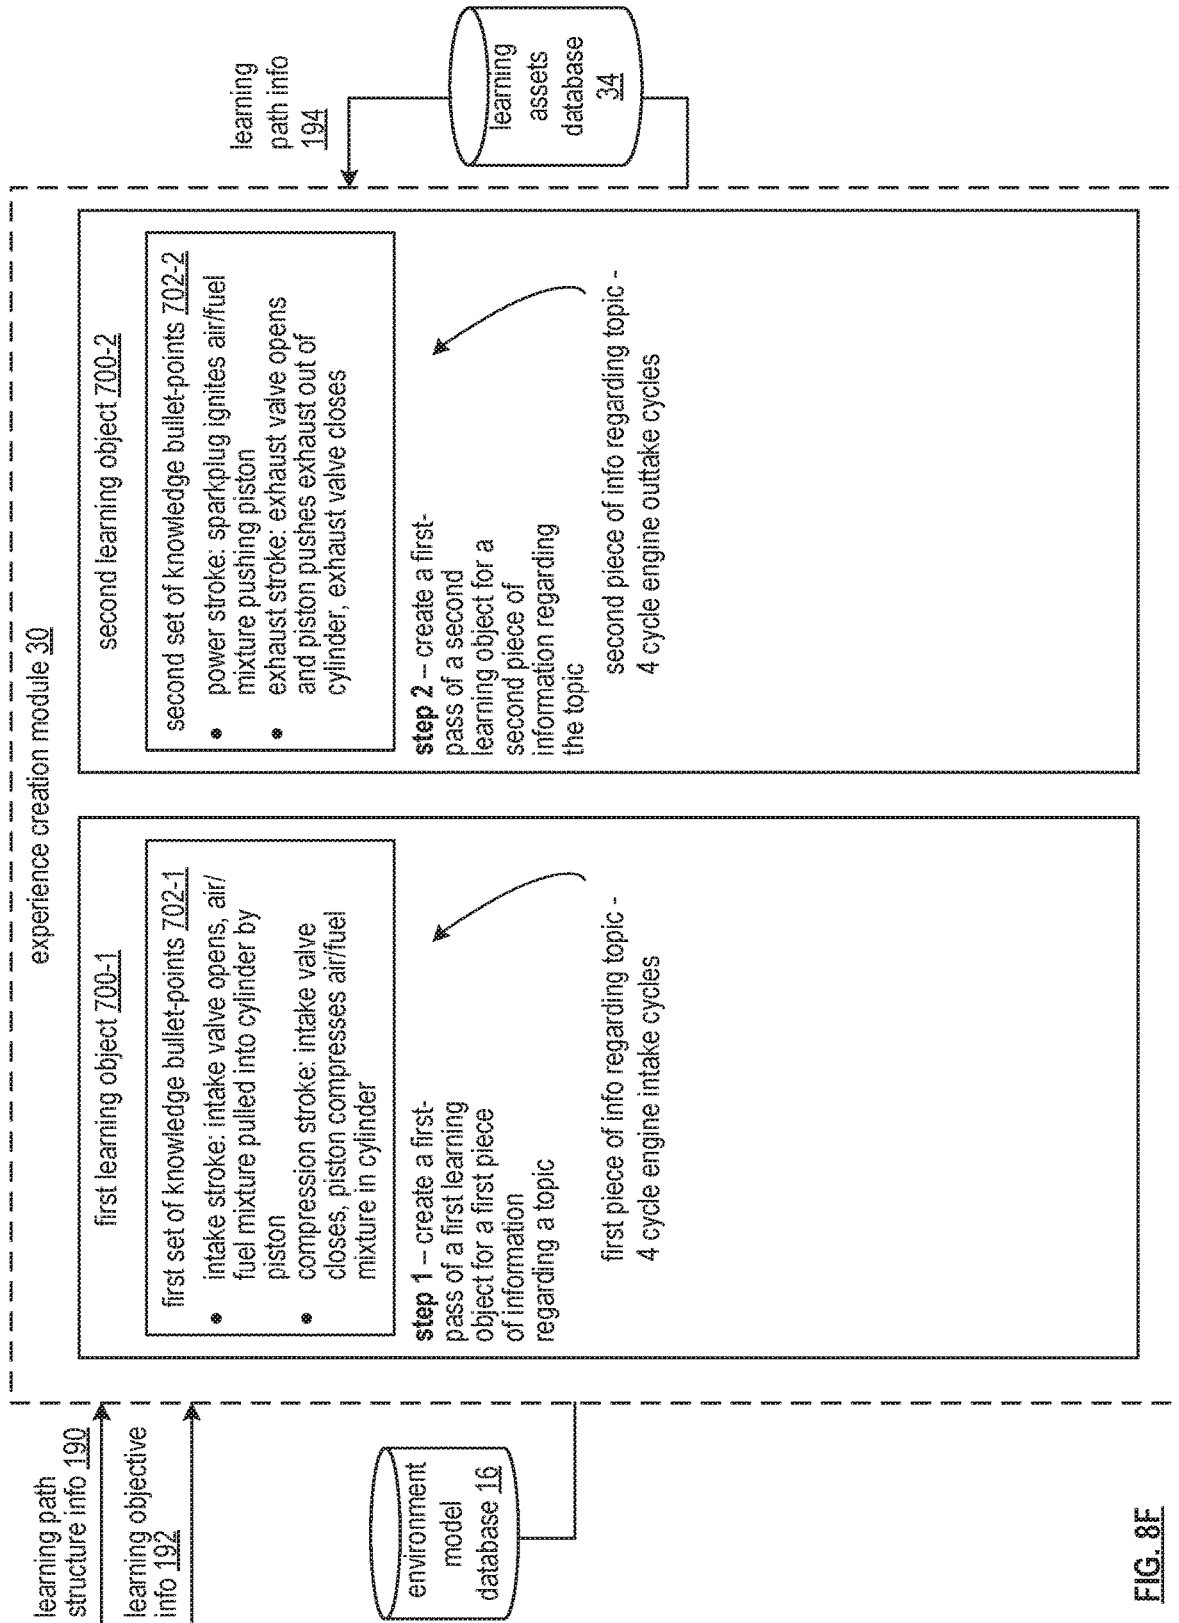 experience creation module 30
learning path
structure info 190
learning objective
info 192
environment
model
database 16
first learning object 700-1
first set of knowledge bullet-points 702-1
• intake stroke: intake valve opens, air/
fuel mixture pulled into cylinder by
piston
• compression stroke: intake valve
closes, piston compresses air/fuel
mixture in cylinder
step 1 – create a first-
pass of a first learning
object for a first piece
of information
regarding a topic
first piece of info regarding topic -
4 cycle engine intake cycles
second learning object 700-2
second set of knowledge bullet-points 702-2
• power stroke: sparkplug ignites air/fuel
mixture pushing piston
• exhaust stroke: exhaust valve opens
and piston pushes exhaust out of
cylinder, exhaust valve closes
step 2 – create a first-
pass of a second
learning object for a
second piece of
information regarding
the topic
second piece of info regarding topic -
4 cycle engine outtake cycles
learning
path info
194
learning
assets
database
34
FIG. 8F